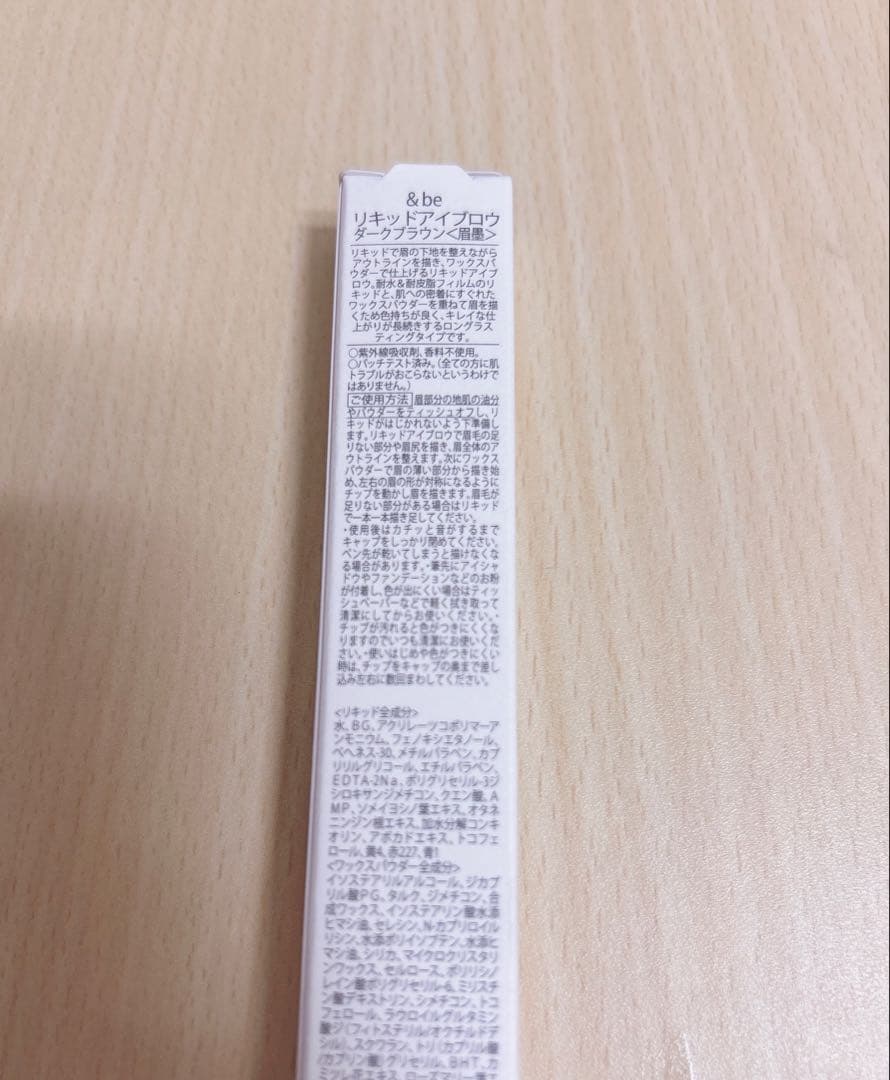 &be
リキッドアイブロウ
ダークブラウン<眉墨>
リキッドで眉の下地を整えながら
アウトラインを描き、ワックスパ
ウダーで仕上げるリキッドアイブ
ロウ。耐水&耐皮脂フィルムのリ
キッドと、肌への密着にすぐれた
ワックスパウダーを重ねて眉を描
くため色持ちが良く、キレイな仕
上がりが長続きするロングラス
ティングタイプです。
○紫外線吸収剤、香料不使用。
○パッチテスト済み。(全ての方に肌
トラブルがおこらないというわけで
はありません。)
ご使用方法 眉部分の地肌の油分
やパウダーをティッシュオフし、リ
キッドがはじかれないよう下準備し
ます。リキッドアイブロウで眉毛の足
りない部分や眉尻を描き、眉全体のア
ウトラインを整えます。次にワックス
パウダーで眉の薄い部分から描き始
め、左右の眉の形が対称になるように
チップを動かし眉を描きます。眉毛が
足りない部分がある場合はリキッド
で一本一本描き足してください。
・使用後はカチッと音がするまで
キャップをしっかり閉めてください。
ペン先が乾いてしまうと描けなくな
る場合があります。・筆先にアイシャ
ドウやファンデーションなどのお粉
が付着し、色が出にくい場合はティッ
シュペーパーなどで軽く拭き取って
清潔にしてからお使いください。・
チップが汚れると色がつきにくくな
りますのでいつも清潔にお使いくだ
さい。・使いはじめや色がつきにくい
時は、チップをキャップの奥まで差し
込み左右に数回まわしてください。
<リキッド全成分>
水、BG、アクリレーツコポリマーア
ンモニウム、フェノキシエタノール、
ベヘネス-30、メチルパラベン、カプ
リリルグリコール、エチルパラベン、
EDTA-2Na、ポリグリセリル-3ジ
シロキサンジメチコン、クエン酸、A
MP、ソメイヨシノ葉エキス、オタネ
ニンジン根エキス、加水分解コンキ
オリン、アボカドエキス、トコフェ
ロール、黄4、赤227、青1
<ワックスパウダー全成分>
イソステアリルアルコール、ジカプ
リル酸PG、タルク、ジメチコン、合
成ワックス、イソステアリン酸水添
ヒマシ油、セレシン、N-カプリロイル
リシン、水添ポリイソブテン、水添ヒ
マシ油、シリカ、マイクロクリスタリ
ンワックス、セルロース、ポリリシノ
レイン酸ポリグリセリル-6、ミリスチ
ン酸デキストリン、シメチコン、トコ
フェロール、ラウロイルグルタミン
酸ジ(フィトステリル/オクチルドデ
シル)、スクワラン、トリ(カプリル酸
/カプリン酸)グリセリル、BHT、カ
ミツレ花エキス、ローズマリー葉エ